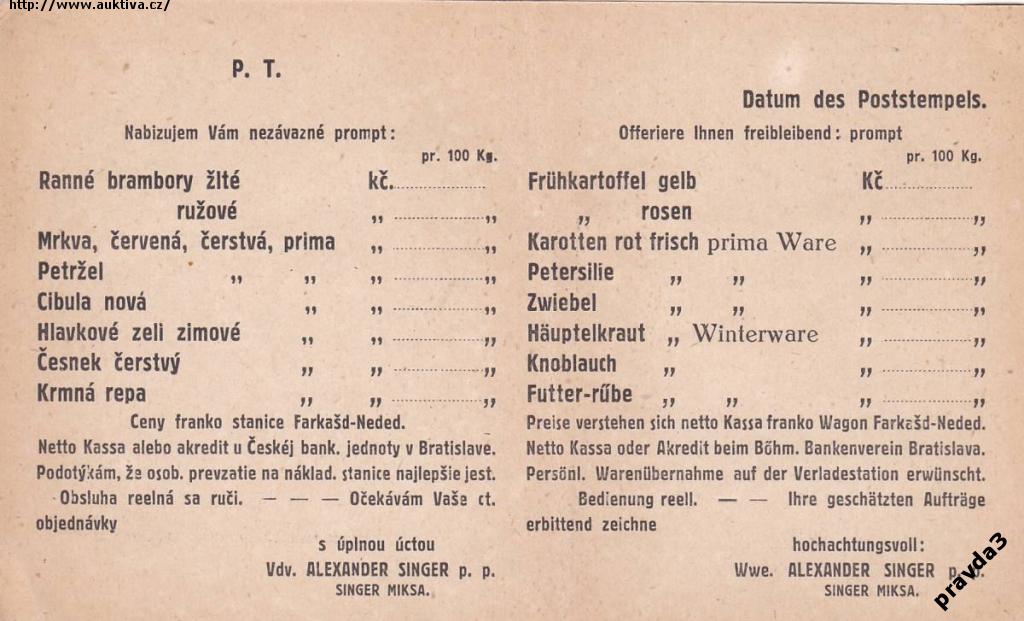 http://www.auktiva.cz/
P. T.
Nabizujem Vám nezávazné prompt:
pr. 100 Kg.
Ranné brambory žlté kč.
ružové „ „
Mrkva, červená, čerstvá, prima „ „
Petržel „ „ „ „
Cibula nová „ „ „
Hlavkové zeli zimové „ „ „
Česnek čerstvý „ „ „
Krmná repa „ „ „
Ceny franko stanice Farkašd-Neded.
Netto Kassa alebo akredit u Českéj bank. jednoty v Bratislave.
Podotýkám, že osob. prevzatie na náklad. stanice najlepšie jest.
Obsluha reelná sa ruči. — — — Očekávám Vaše ct.
objednávky
s úplnou úctou
Vdv. ALEXANDER SINGER p. p.
SINGER MIKSA.
Datum des Poststempels.
Offeriere Ihnen freibleibend: prompt
pr. 100 Kg.
Frühkartoffel gelb Kč
„ rosen „ „
Karotten rot frisch prima Ware „ „
Petersilie „ „ „ „
Zwiebel „ „ „ „
Häuptelkraut „ Winterware „ „
Knoblauch „ „ „
Futter-rűbe „ „ „ „
Preise verstehen sich netto Kassa franko Wagon Farkašd-Neded.
Netto Kassa oder Akredit beim Böhm. Bankenverein Bratislava.
Persönl. Warenübernahme auf der Verladestation erwünscht.
Bedienung reell. — — Ihre geschätzten Aufträge
erbittend zeichne
hochachtungsvoll:
Wwe. ALEXANDER SINGER p. p.
SINGER MIKSA.
pravda3